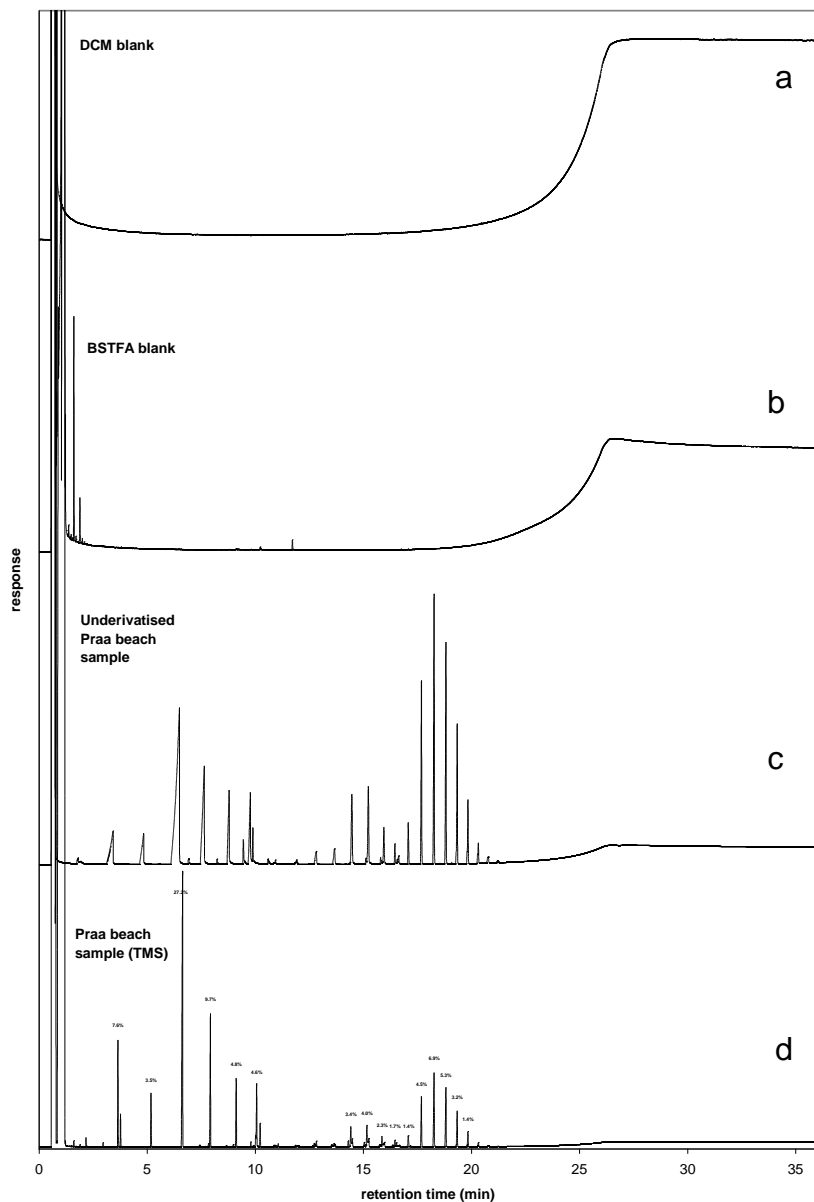 DCM blank
a
BSTFA blank
b
response
Underivatised
Praa beach
sample
c
Praa beach
sample (TMS)
27.2%
9.7%
7.6%
6.9%
4.8%
4.6%
5.3%
3.5%
4.5%
3.2%
3.4%
4.0%
1.4%
2.3%
1.7%
1.4%
d
0 5 10 15 20 25 30 35
retention time (min)